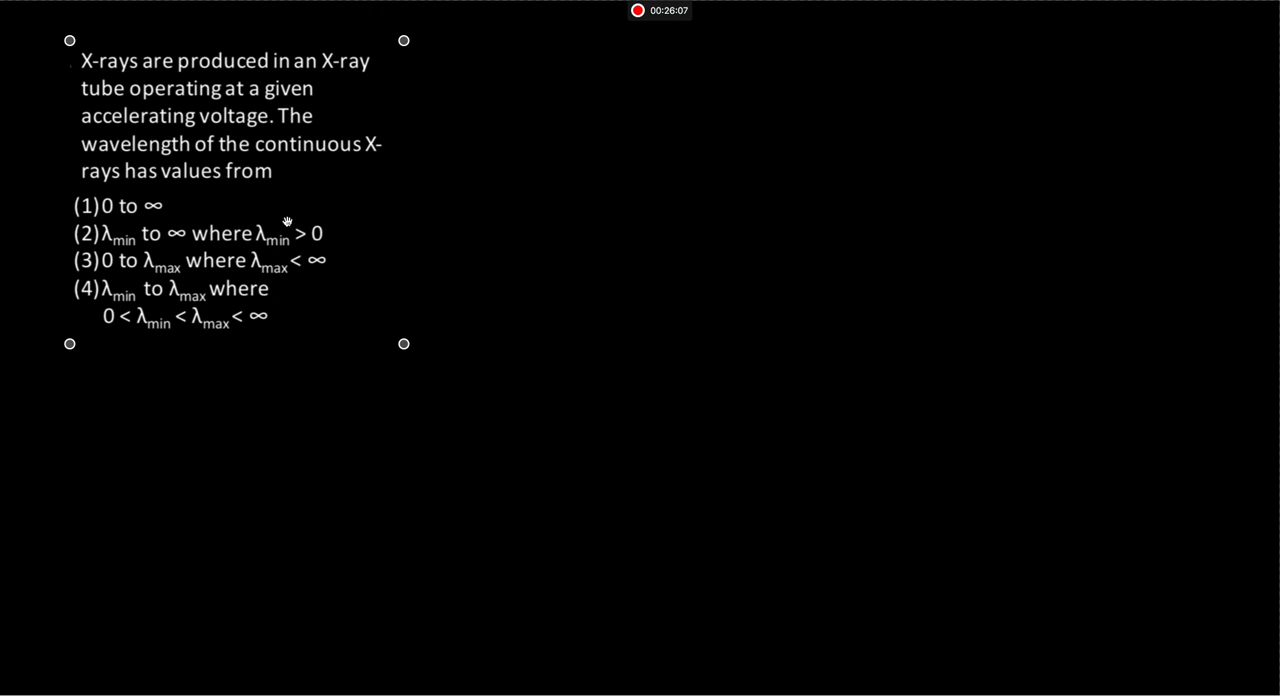 00:26:07
X-rays are produced in an X-ray
tube operating at a given
accelerating voltage. The
wavelength of the continuous X-
rays has values from
(1) 0 to ∞
(2) λmin to ∞ where λmin > 0
(3) 0 to λmax where λmax < ∞
(4) λmin to λmax where
0 < λmin < λmax < ∞